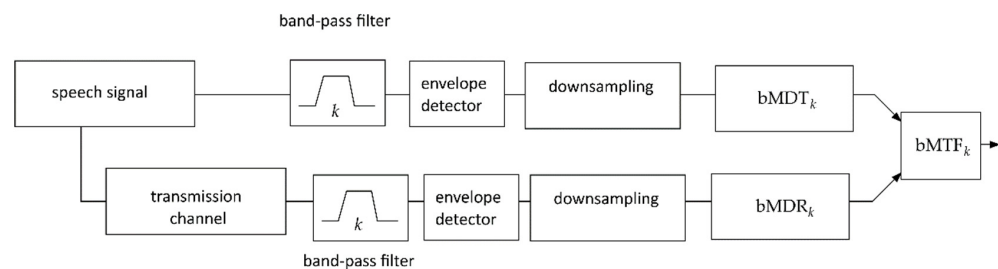 band-pass filter
speech signal
k
envelope
detector
downsampling
bMDTₖ
bMTFₖ
transmission
channel
k
envelope
detector
downsampling
bMDRₖ
band-pass filter